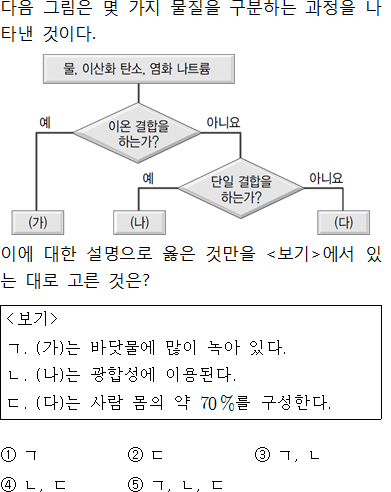 다음 그림은 몇 가지 물질을 구분하는 과정을 나
타낸 것이다.
물, 이산화 탄소, 염화 나트륨
예
이온 결합을
하는가?
아니요
예
단일 결합을
하는가?
아니요
(가)
(나)
(다)
이에 대한 설명으로 옳은 것만을 <보기>에서 있
는 대로 고른 것은?
<보기>
ㄱ. (가)는 바닷물에 많이 녹아 있다.
ㄴ. (나)는 광합성에 이용된다.
ㄷ. (다)는 사람 몸의 약 70%를 구성한다.
① ㄱ ② ㄷ ③ ㄱ, ㄴ
④ ㄴ, ㄷ ⑤ ㄱ, ㄴ, ㄷ